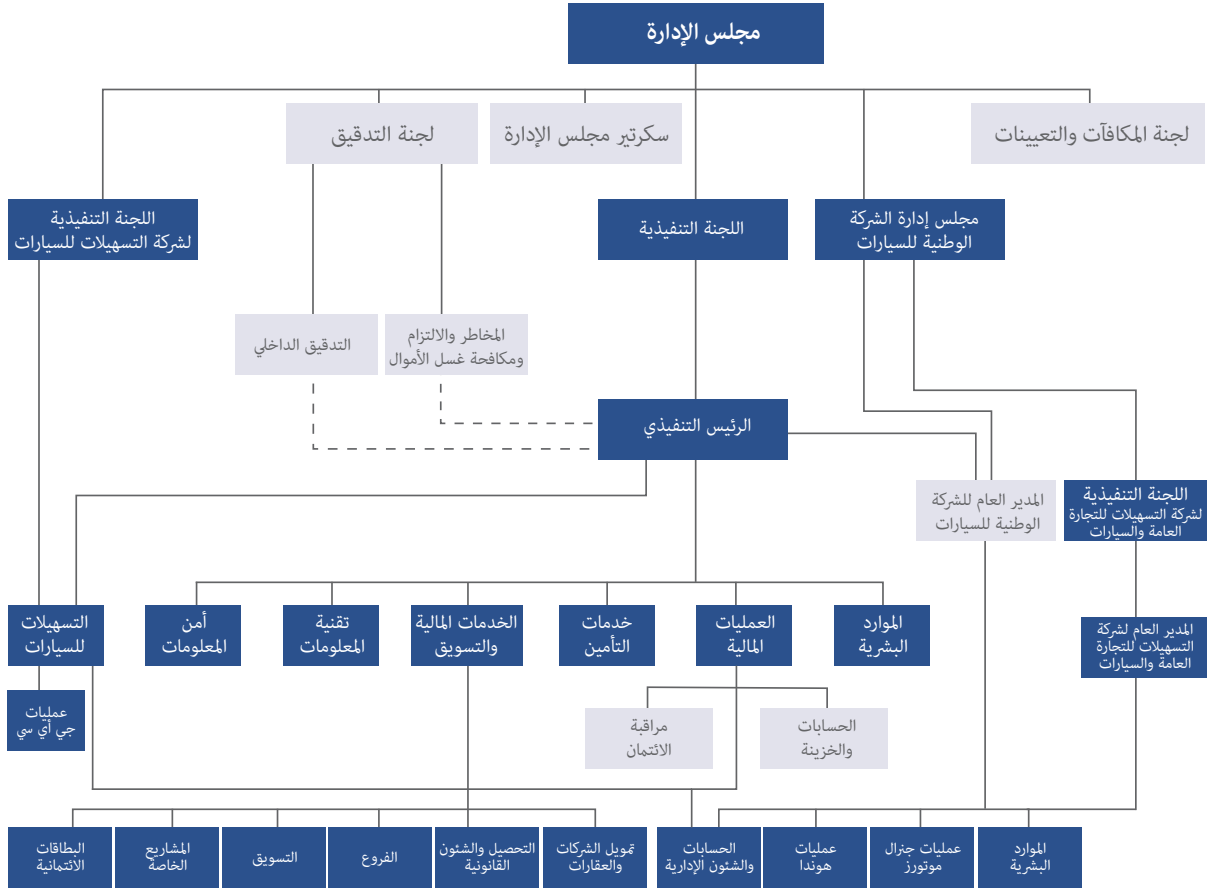 مجلس الإدارة
لجنة المكافآت والتعيينات
سكرتير مجلس الإدارة
لجنة التدقيق
مجلس إدارة الشركة
الوطنية للسيارات
اللجنة التنفيذية
اللجنة التنفيذية
لشركة التسهيلات للسيارات
المخاطر والالتزام
ومكافحة غسل الأموال
التدقيق الداخلي
الرئيس التنفيذي
اللجنة التنفيذية
لشركة التسهيلات للتجارة
العامة والسيارات
المدير العام للشركة
الوطنية للسيارات
المدير العام لشركة
التسهيلات للتجارة
العامة والسيارات
الموارد
البشرية
العمليات
المالية
خدمات
التأمين
الخدمات المالية
والتسويق
تقنية
المعلومات
أمن
المعلومات
التسهيلات
للسيارات
عمليات
جي أي سي
الحسابات
والخزينة
مراقبة
الائتمان
الموارد
البشرية
عمليات جنرال
موتورز
عمليات
هوندا
الحسابات
والشئون الإدارية
تمويل الشركات
والعقارات
التحصيل والشئون
القانونية
الفروع
التسويق
المشاريع
الخاصة
البطاقات
الائتمانية